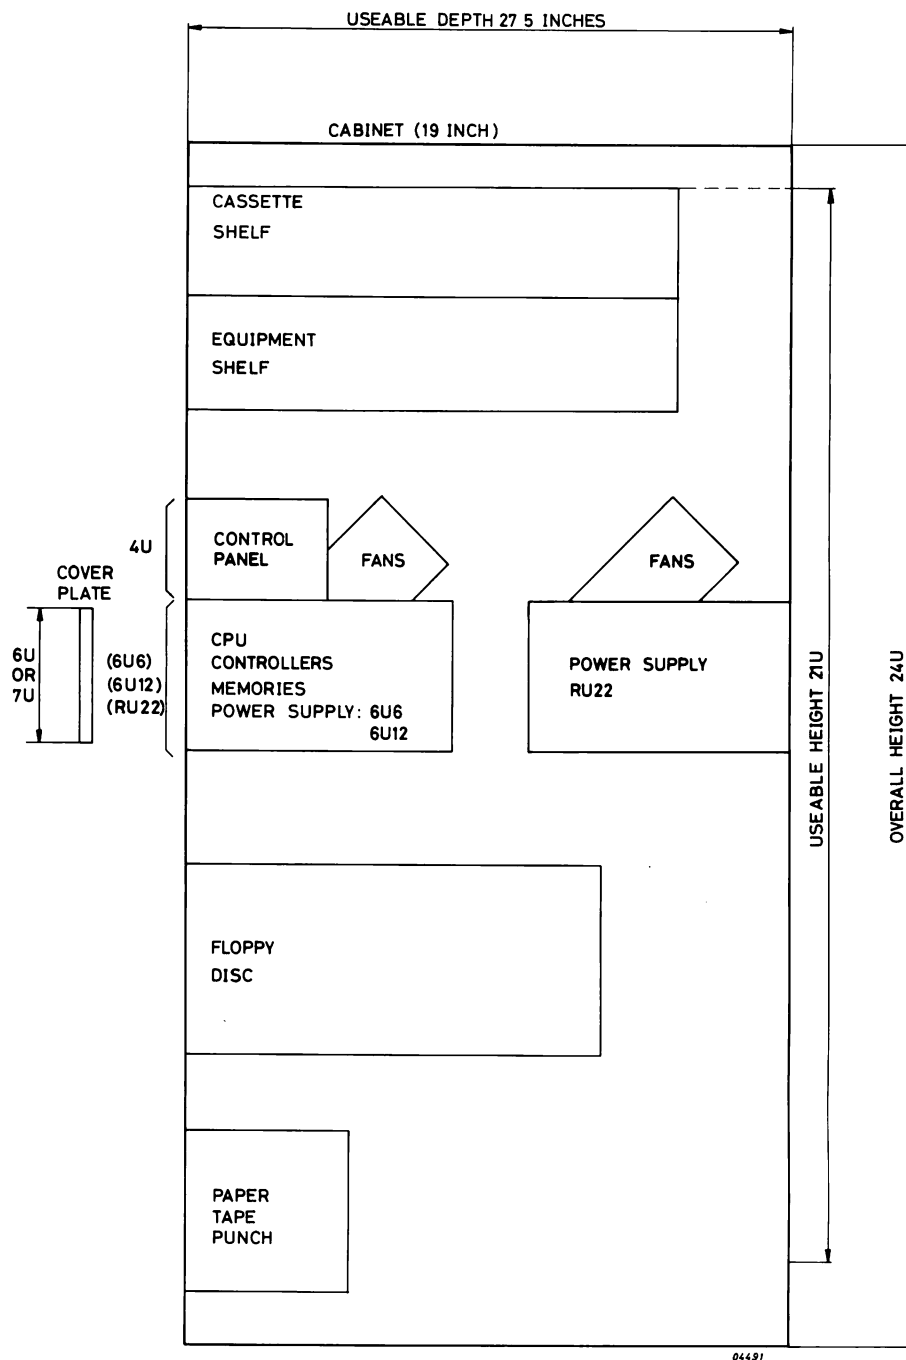 USEABLE DEPTH 27 5 INCHES
CABINET (19 INCH)
CASSETTE
SHELF
EQUIPMENT
SHELF
4U
CONTROL
PANEL
FANS
FANS
COVER
PLATE
6U
OR
7U
(6U6)
(6U12)
(RU22)
CPU
CONTROLLERS
MEMORIES
POWER SUPPLY: 6U6
6U12
POWER SUPPLY
RU22
USEABLE HEIGHT 21U
OVERALL HEIGHT 24U
FLOPPY
DISC
PAPER
TAPE
PUNCH
04491